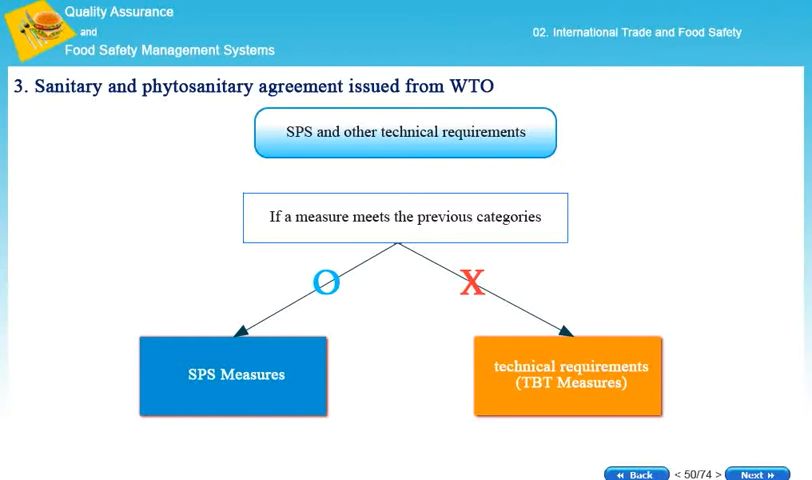 Quality Assurance
and
Food Safety Management Systems
02. International Trade and Food Safety
3. Sanitary and phytosanitary agreement issued from WTO
SPS and other technical requirements
If a measure meets the previous categories
O
X
SPS Measures
technical requirements
(TBT Measures)
Back < 50/74 > Next